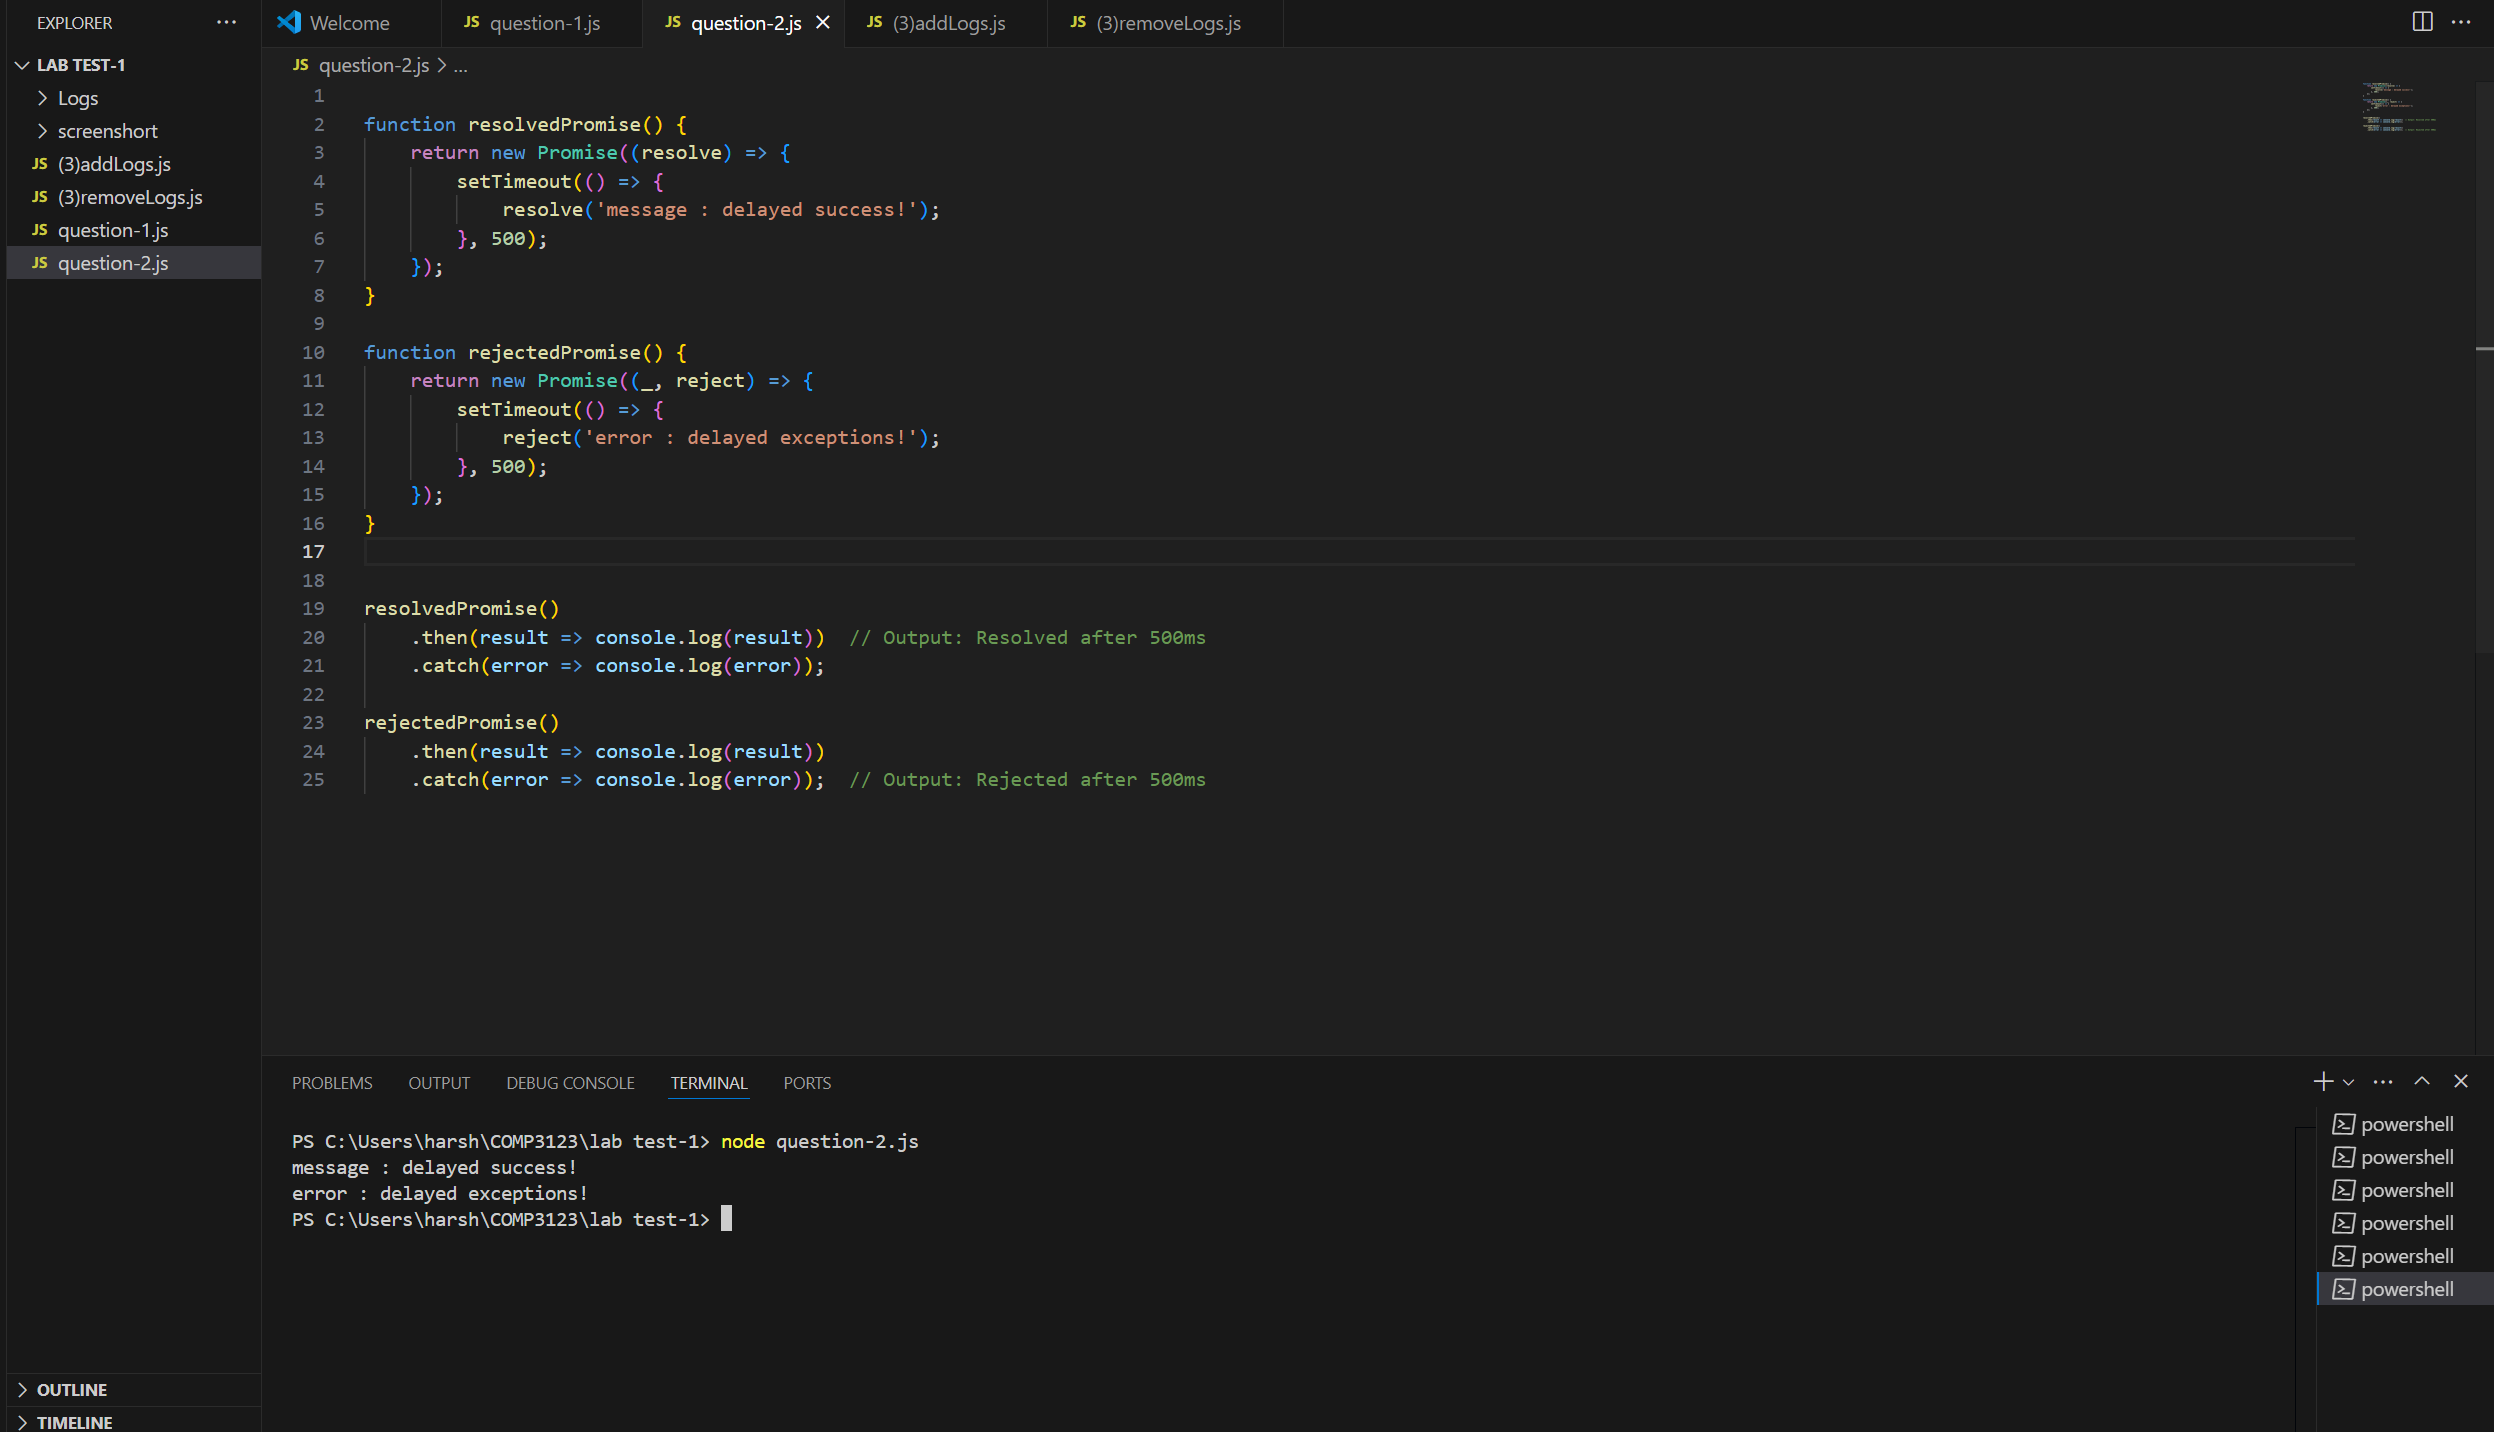 EXPLORER
LAB TEST-1
Logs
screenshort
JS (3)addLogs.js
JS (3)removeLogs.js
JS question-1.js
JS question-2.js
OUTLINE
TIMELINE
Welcome
JS question-1.js
JS question-2.js
JS (3)addLogs.js
JS (3)removeLogs.js
JS question-2.js > ...
1
2 function resolvedPromise() {
3 return new Promise((resolve) => {
4 setTimeout(() => {
5 resolve('message : delayed success!');
6 }, 500);
7 });
8 }
9
10 function rejectedPromise() {
11 return new Promise((_, reject) => {
12 setTimeout(() => {
13 reject('error : delayed exceptions!');
14 }, 500);
15 });
16 }
17
18
19 resolvedPromise()
20 .then(result => console.log(result)) // Output: Resolved after 500ms
21 .catch(error => console.log(error));
22
23 rejectedPromise()
24 .then(result => console.log(result))
25 .catch(error => console.log(error)); // Output: Rejected after 500ms
PROBLEMS OUTPUT DEBUG CONSOLE TERMINAL PORTS
PS C:\Users\harsh\COMP3123\lab test-1> node question-2.js
message : delayed success!
error : delayed exceptions!
PS C:\Users\harsh\COMP3123\lab test-1>
powershell
powershell
powershell
powershell
powershell
powershell